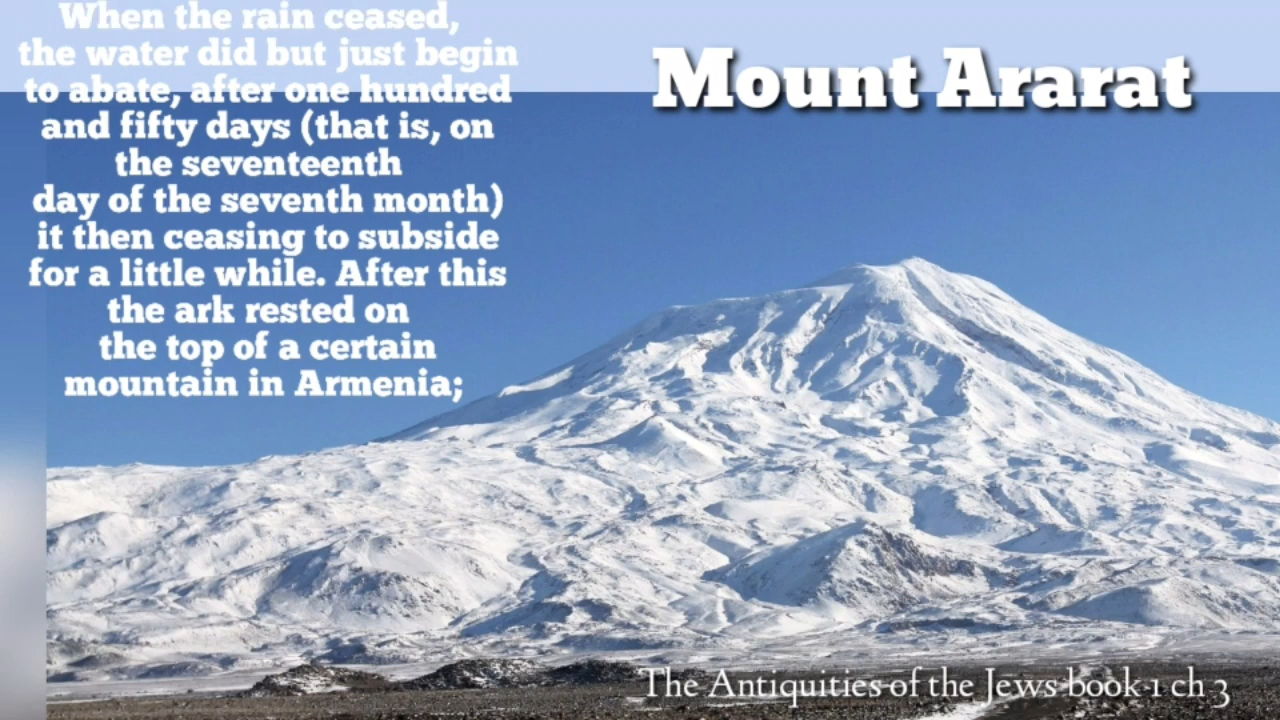 When the rain ceased,
the water did but just begin
to abate, after one hundred
and fifty days (that is, on
the seventeenth
day of the seventh month)
it then ceasing to subside
for a little while. After this
the ark rested on
the top of a certain
mountain in Armenia;
Mount Ararat
The Antiquities of the Jews book 1 ch 3